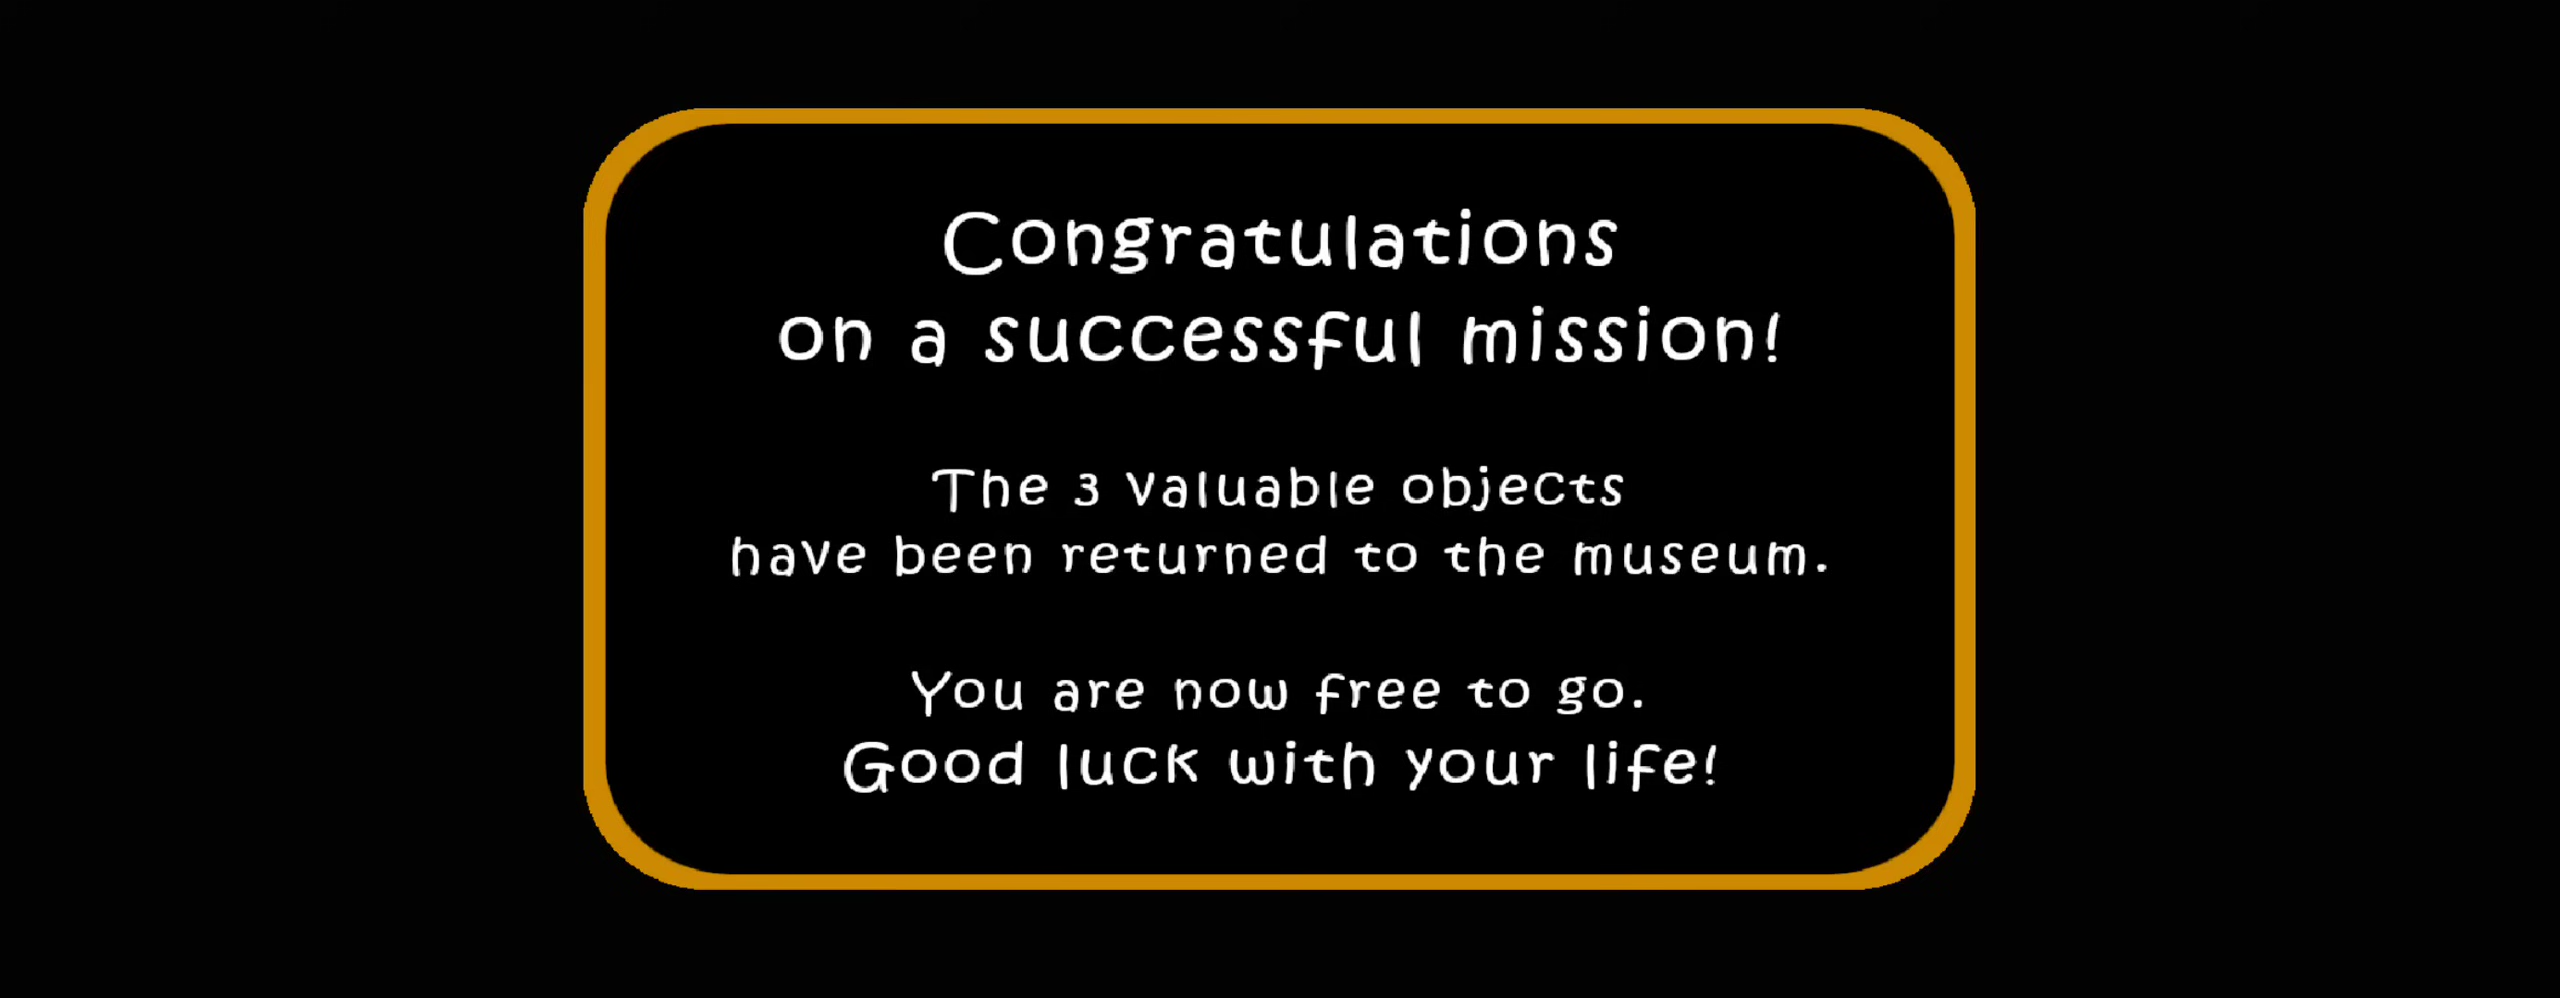 Congratulations
on a successful mission!
The 3 valuable objects
have been returned to the museum.
You are now free to go.
Good luck with your life!